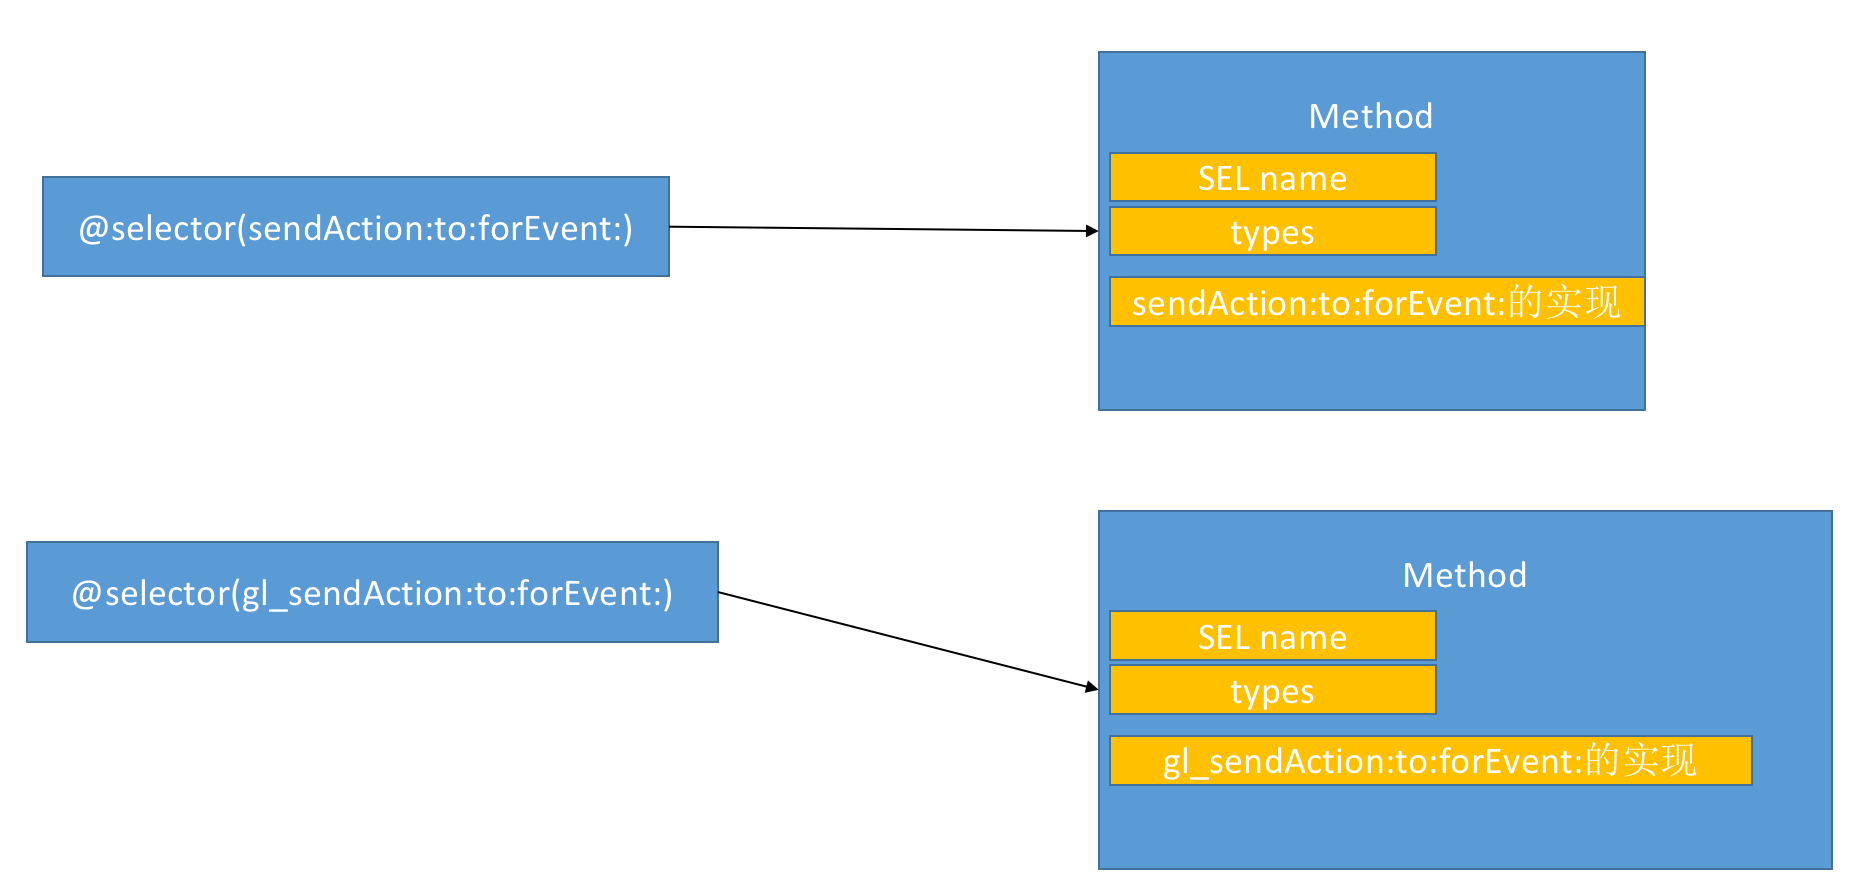 @selector(sendAction:to:forEvent:)
Method
SEL name
types
sendAction:to:forEvent:的实现
@selector(gl_sendAction:to:forEvent:)
Method
SEL name
types
gl_sendAction:to:forEvent:的实现